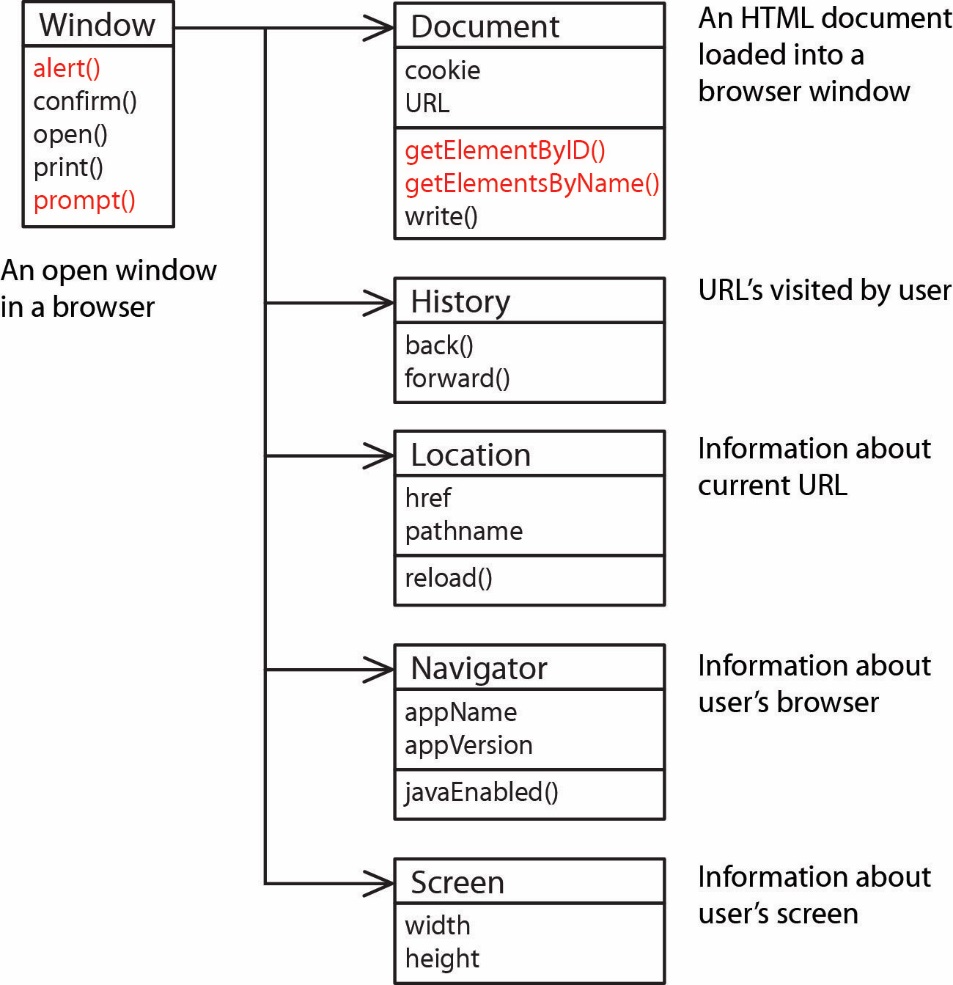 Window
alert()
confirm()
open()
print()
prompt()
An open window
in a browser
Document
cookie
URL
getElementByID()
getElementsByName()
write()
An HTML document
loaded into a
browser window
History
back()
forward()
URL's visited by user
Location
href
pathname
reload()
Information about
current URL
Navigator
appName
appVersion
javaEnabled()
Information about
user's browser
Screen
width
height
Information about
user's screen